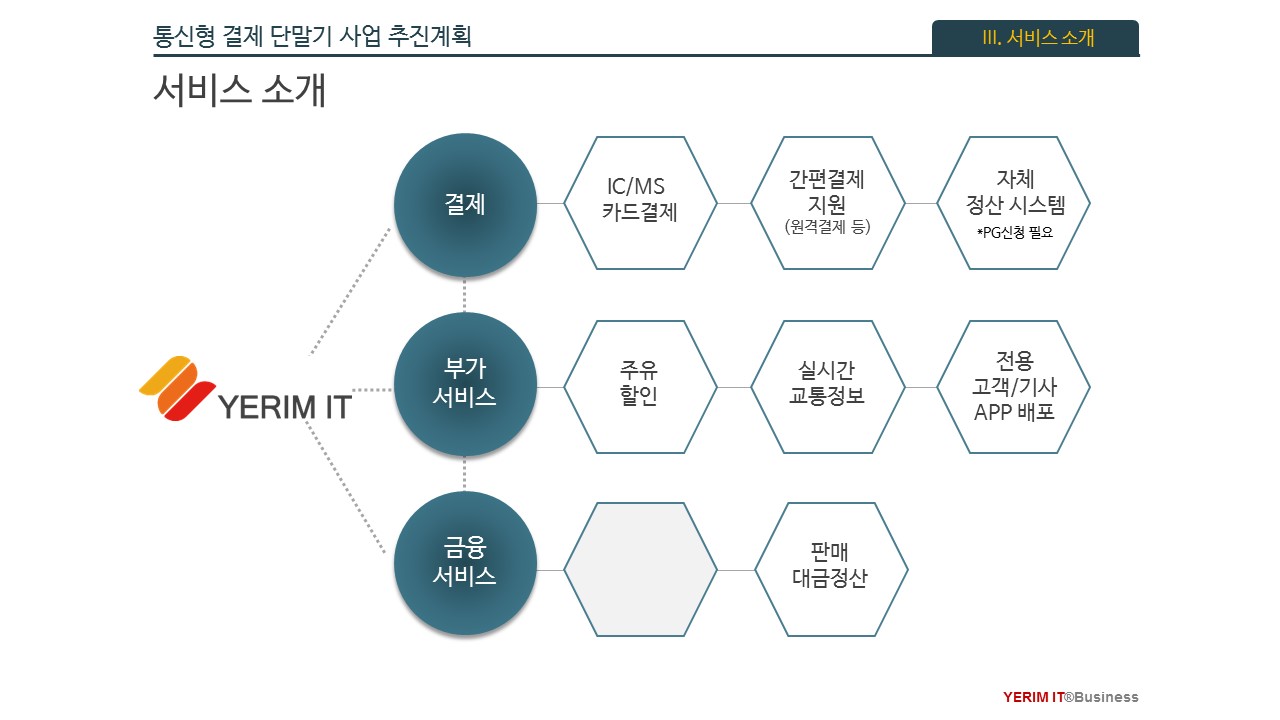 통신형 결제 단말기 사업 추진계획
III. 서비스 소개
서비스 소개
결제
IC/MS
카드결제
간편결제
지원
(원격결제 등)
자체
정산 시스템
*PG신청 필요
YERIM IT
부가
서비스
주유
할인
실시간
교통정보
전용
고객/기사
APP 배포
금융
서비스
판매
대금정산
YERIM IT®Business